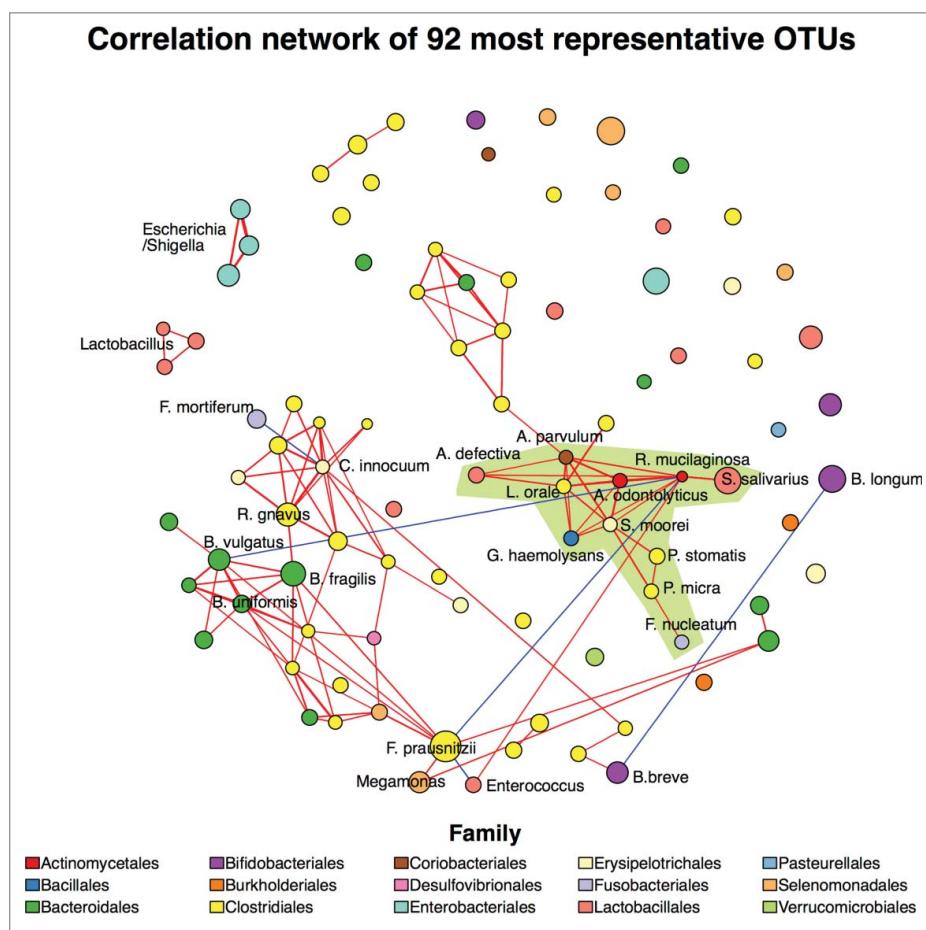 Correlation network of 92 most representative OTUs
Escherichia
/Shigella
Lactobacillus
F. mortiferum
A. parvulum
A. defectiva
R. mucilaginosa
C. innocuum
S. salivarius
B. longum
L. orale
A. odontolyticus
R. gnavus
S. moorei
B. vulgatus
G. haemolysans
P. stomatis
B. fragilis
P. micra
B. uniformis
F. nucleatum
F. prausnitzii
Megamonas
Enterococcus
B.breve
Family
Actinomycetales Bifidobacteriales Coriobacteriales Erysipelotrichales Pasteurellales
Bacillales Burkholderiales Desulfovibrionales Fusobacteriales Selenomonadales
Bacteroidales Clostridiales Enterobacteriales Lactobacillales Verrucomicrobiales